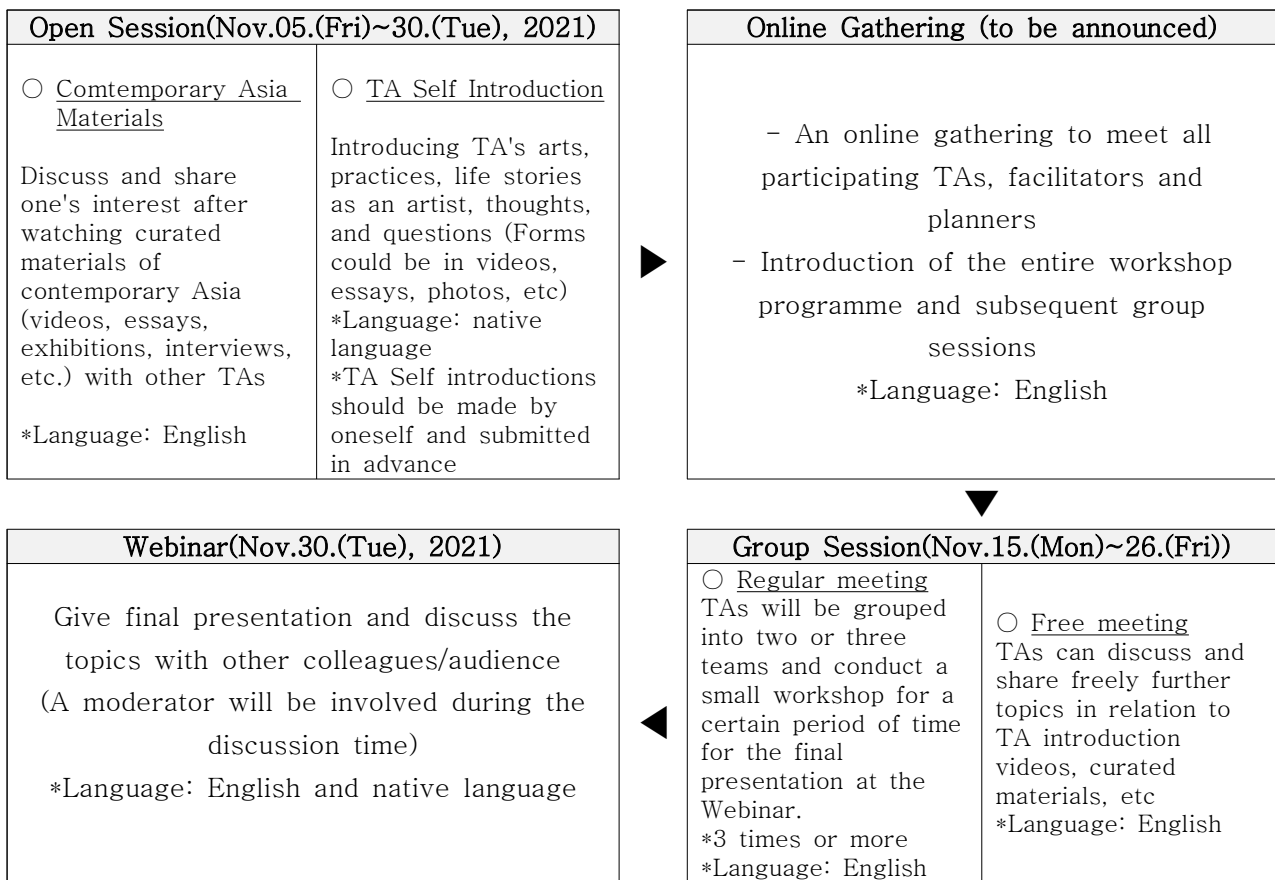 Open Session(Nov.05.(Fri)~30.(Tue), 2021)
○ Comtemporary Asia
Materials
Discuss and share
one's interest after
watching curated
materials of
contemporary Asia
(videos, essays,
exhibitions, interviews,
etc.) with other TAs
*Language: English
○ TA Self Introduction
Introducing TA's arts,
practices, life stories
as an artist, thoughts,
and questions (Forms
could be in videos,
essays, photos, etc)
*Language: native
language
*TA Self introductions
should be made by
oneself and submitted
in advance
Online Gathering (to be announced)
- An online gathering to meet all
participating TAs, facilitators and
planners
- Introduction of the entire workshop
programme and subsequent group
sessions
*Language: English
Group Session(Nov.15.(Mon)~26.(Fri))
○ Regular meeting
TAs will be grouped
into two or three
teams and conduct a
small workshop for a
certain period of time
for the final
presentation at the
Webinar.
*3 times or more
*Language: English
○ Free meeting
TAs can discuss and
share freely further
topics in relation to
TA introduction
videos, curated
materials, etc
*Language: English
Webinar(Nov.30.(Tue), 2021)
Give final presentation and discuss the
topics with other colleagues/audience
(A moderator will be involved during the
discussion time)
*Language: English and native language